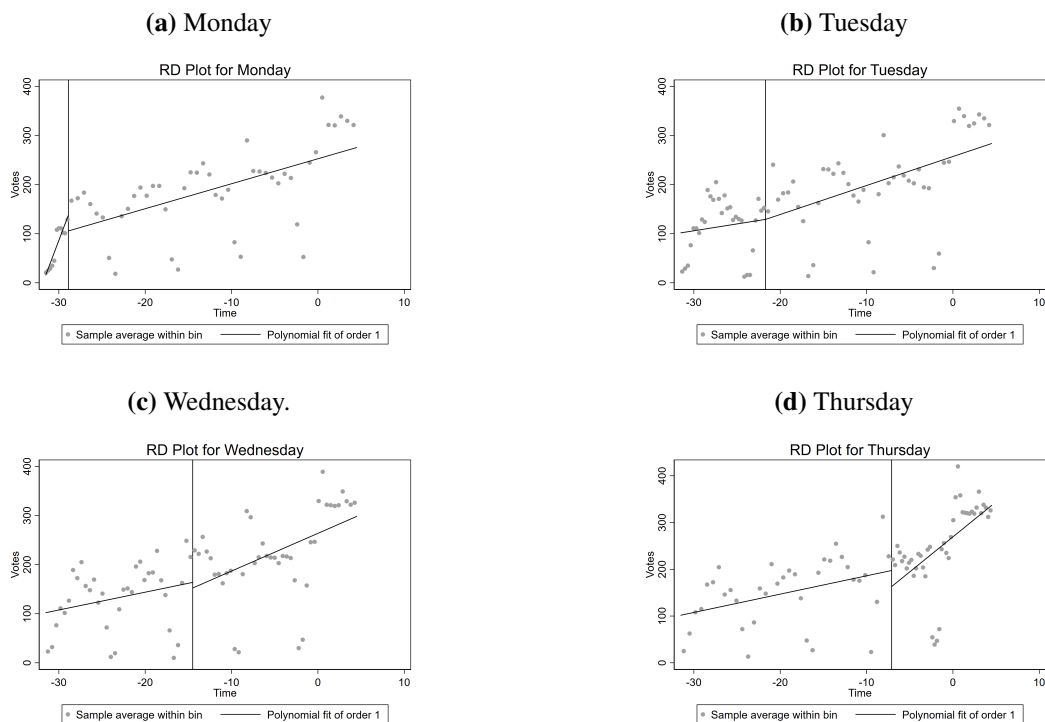 (a) Monday
RD Plot for Monday
400
300
200
100
0
Votes
-30 -20 -10 0 10
Time
Sample average within bin Polynomial fit of order 1
(b) Tuesday
RD Plot for Tuesday
400
300
200
100
0
Votes
-30 -20 -10 0 10
Time
Sample average within bin Polynomial fit of order 1
(c) Wednesday.
RD Plot for Wednesday
400
300
200
100
0
Votes
-30 -20 -10 0 10
Time
Sample average within bin Polynomial fit of order 1
(d) Thursday
RD Plot for Thursday
400
300
200
100
0
Votes
-30 -20 -10 0 10
Time
Sample average within bin Polynomial fit of order 1